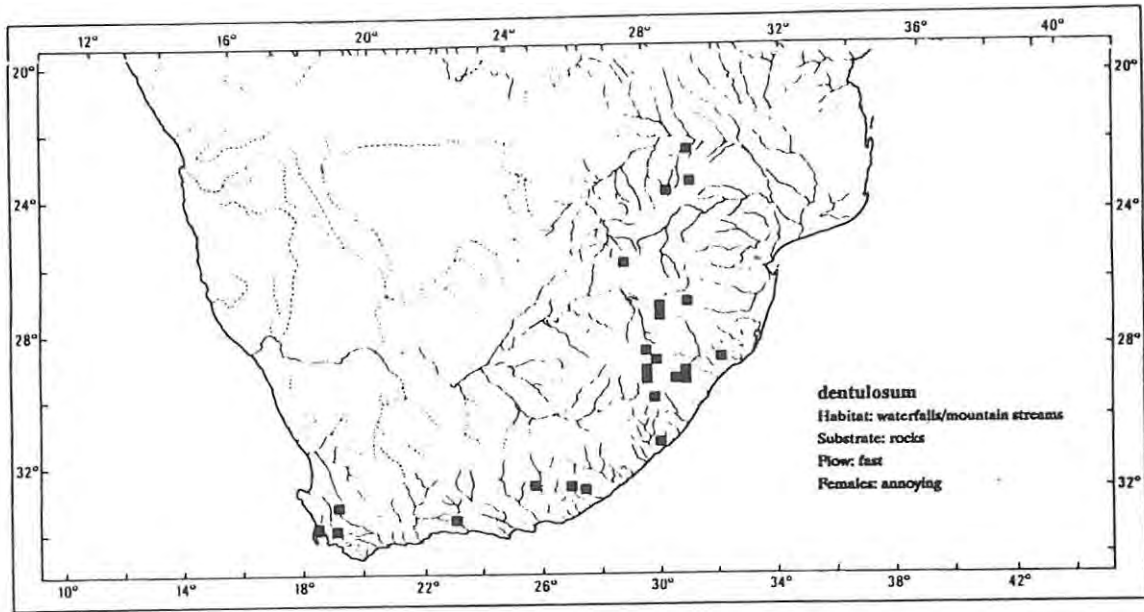 12° 16° 20° 24° 28° 32° 36° 40°
20° 20°
24° 24°
28° 28°
dentulosum
Habitat: waterfalls/mountain streams
Substrate: rocks
Flow: fast
Females: annoying
32° 32°
10° 14° 18° 22° 26° 30° 34° 38° 42°